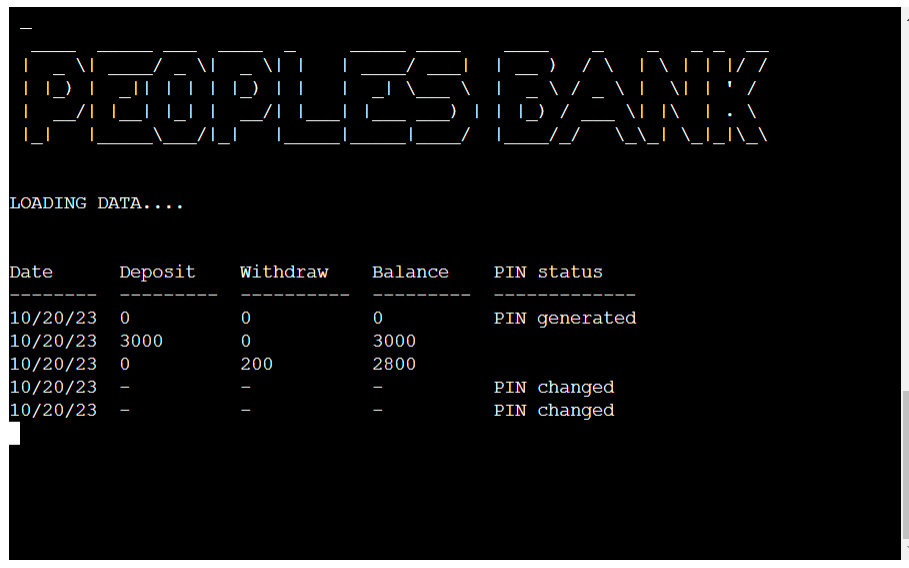 PEOPLES BANK
LOADING DATA....
Date Deposit Withdraw Balance PIN status
-------- --------- ---------- --------- -------------
10/20/23 0 0 0 PIN generated
10/20/23 3000 0 3000
10/20/23 0 200 2800
10/20/23 - - - PIN changed
10/20/23 - - - PIN changed